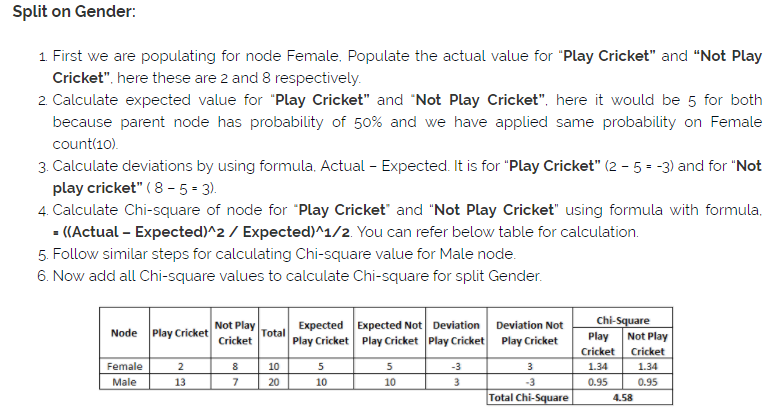 Split on Gender:
1. First we are populating for node Female, Populate the actual value for “Play Cricket” and “Not Play
Cricket”, here these are 2 and 8 respectively.
2. Calculate expected value for “Play Cricket” and “Not Play Cricket”, here it would be 5 for both
because parent node has probability of 50% and we have applied same probability on Female
count(10).
3. Calculate deviations by using formula, Actual – Expected. It is for “Play Cricket” (2 – 5 = -3) and for “Not
play cricket” ( 8 – 5 = 3).
4. Calculate Chi-square of node for “Play Cricket” and “Not Play Cricket” using formula with formula,
= ((Actual – Expected)^2 / Expected)^1/2. You can refer below table for calculation.
5. Follow similar steps for calculating Chi-square value for Male node.
6. Now add all Chi-square values to calculate Chi-square for split Gender.
Node Play Cricket Not Play Cricket Total Expected Play Cricket Expected Not Play Cricket Deviation Play Cricket Deviation Not Play Cricket Chi-Square
Play Cricket Not Play Cricket
Female 2 8 10 5 5 -3 3 1.34 1.34
Male 13 7 20 10 10 3 -3 0.95 0.95
Total Chi-Square 4.58